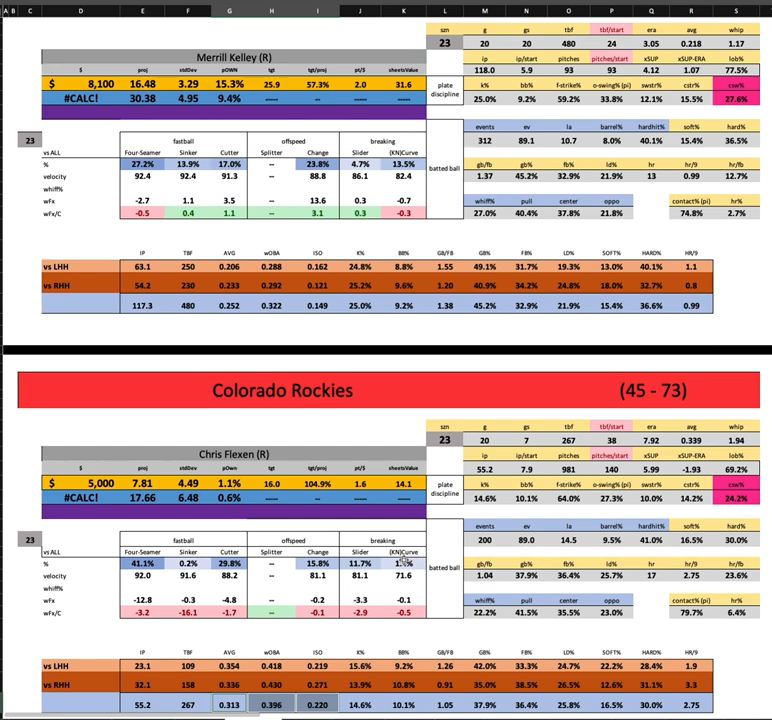 A B C D E F G H I J K L M N O P Q R S
szn g gs tbf tbf/start era avg whip
23 20 20 480 24 3.05 0.218 1.17
Merrill Kelley (R) ip ip/start pitches pitches/start xSUP xSUP-ERA lob%
118.0 5.9 93 93 4.12 1.07 77.5%
$ proj stdDev pOWN tgt tgt/proj pt/$ sheetsValue
$ 8,100 16.48 3.29 15.3% 25.9 57.3% 2.0 31.6 plate discipline k% bb% f-strike% o-swing% (pi) swstr% cstr% csw%
#CALC! 30.38 4.95 9.4% ----- ----- -- ---- 25.0% 9.2% 59.2% 33.8% 12.1% 15.5% 27.6%
events ev la barrel% hardhit% soft% hard%
23 fastball offspeed breaking 312 89.1 10.7 8.0% 40.1% 15.4% 36.5%
vs ALL Four-Seamer Sinker Cutter Splitter Change Slider (KN)Curve
% 27.2% 13.9% 17.0% -- 23.8% 4.7% 13.5% batted ball gb/fb gb% fb% ld% hr hr/9 hr/fb
velocity 92.4 92.4 91.3 -- 88.8 86.1 82.4 1.37 45.2% 32.9% 21.9% 13 0.99 12.7%
whiff%
wFx -2.7 1.1 3.5 13.6 0.3 -0.7 whiff% pull center oppo contact% (pi) hr%
wFx/C -0.5 0.4 1.1 -- 3.1 0.3 -0.3 27.0% 40.4% 37.8% 21.8% 74.8% 2.7%
IP TBF AVG wOBA ISO K% BB% GB/FB GB% FB% LD% SOFT% HARD% HR/9
vs LHH 63.1 250 0.206 0.288 0.162 24.8% 8.8% 1.55 49.1% 31.7% 19.3% 13.0% 40.1% 1.1
vs RHH 54.2 230 0.233 0.292 0.121 25.2% 9.6% 1.20 40.9% 34.2% 24.8% 18.0% 32.7% 0.8
117.3 480 0.252 0.322 0.149 25.0% 9.2% 1.38 45.2% 32.9% 21.9% 15.4% 36.6% 0.99
Colorado Rockies (45 - 73)
szn g gs tbf tbf/start era avg whip
23 20 7 267 38 7.92 0.339 1.94
Chris Flexen (R) ip ip/start pitches pitches/start xSUP xSUP-ERA lob%
55.2 7.9 981 140 5.99 -1.93 69.2%
$ proj stdDev pOwn tgt tgt/proj pt/$ sheetsValue
$ 5,000 7.81 4.49 1.1% 16.0 104.9% 1.6 14.1 plate discipline k% bb% f-strike% o-swing% (pi) swstr% cstr% csw%
#CALC! 17.66 6.48 0.6% ----- ----- -- ---- 14.6% 10.1% 64.0% 27.3% 10.0% 14.2% 24.2%
events ev la barrel% hardhit% soft% hard%
23 fastball offspeed breaking 200 89.0 14.5 9.5% 41.0% 16.5% 30.0%
vs ALL Four-Seamer Sinker Cutter Splitter Change Slider (KN)Curve
% 41.1% 0.2% 29.8% -- 15.8% 11.7% batted ball gb/fb gb% fb% ld% hr hr/9 hr/fb
velocity 92.0 91.6 88.2 -- 81.1 81.1 71.6 1.04 37.9% 36.4% 25.7% 17 2.75 23.6%
whiff%
wFx -12.8 -0.3 -4.8 -- -0.2 -3.3 -0.1 whiff% pull center oppo contact% (pi) hr%
wFx/C -3.2 -16.1 -1.7 -- -0.1 -2.9 -0.5 22.2% 41.5% 35.5% 23.0% 79.7% 6.4%
IP TBF AVG wOBA ISO K% BB% GB/FB GB% FB% LD% SOFT% HARD% HR/9
vs LHH 23.1 109 0.354 0.418 0.219 15.6% 9.2% 1.26 42.0% 33.3% 24.7% 22.2% 28.4% 1.9
vs RHH 32.1 158 0.336 0.430 0.271 13.9% 10.8% 0.91 35.0% 38.5% 26.5% 12.6% 31.1% 3.3
55.2 267 0.313 0.396 0.220 14.6% 10.1% 1.05 37.9% 36.4% 25.8% 16.5% 30.0% 2.75